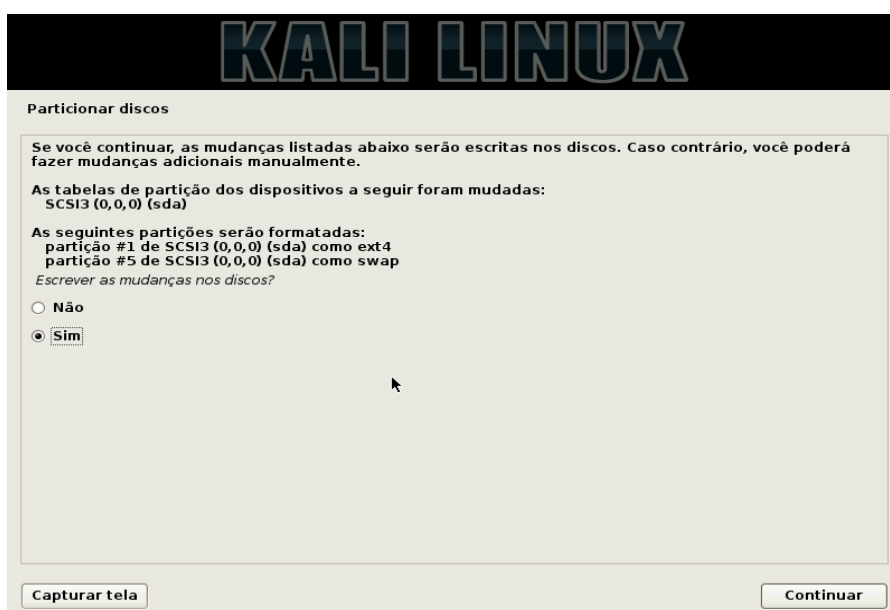 KALI LINUX
Particionar discos
Se você continuar, as mudanças listadas abaixo serão escritas nos discos. Caso contrário, você poderá
fazer mudanças adicionais manualmente.
As tabelas de partição dos dispositivos a seguir foram mudadas:
SCSI3 (0,0,0) (sda)
As seguintes partições serão formatadas:
partição #1 de SCSI3 (0,0,0) (sda) como ext4
partição #5 de SCSI3 (0,0,0) (sda) como swap
Escrever as mudanças nos discos?
Não
Sim
Capturar tela
Continuar